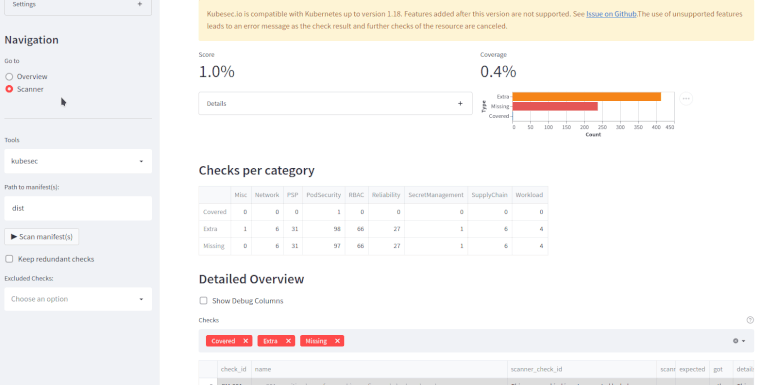 Settings +
Navigation
Go to
Overview
Scanner
Tools
kubesec
Path to manifest(s):
dist
Scan manifest(s)
Keep redundant checks
Excluded Checks:
Choose an option
Kubesec.io is compatible with Kubernetes up to version 1.18. Features added after this version are not supported. See Issue on Github.The use of unsupported features
leads to an error message as the check result and further checks of the resource are canceled.
Score
1.0%
Details +
Coverage
0.4%
Type
Extra
Missing
Covered
0 50 100 150 200 250 300 350 400 450
Count
Checks per category
Misc Network PSP PodSecurity RBAC Reliability SecretManagement SupplyChain Workload
Covered 0 0 0 1 0 0 0 0 0
Extra 1 6 31 98 66 27 1 6 4
Missing 0 6 31 97 66 27 1 6 4
Detailed Overview
Show Debug Columns
Checks
Covered × Extra × Missing ×
check_id name scanner_check_id scanr expected got details